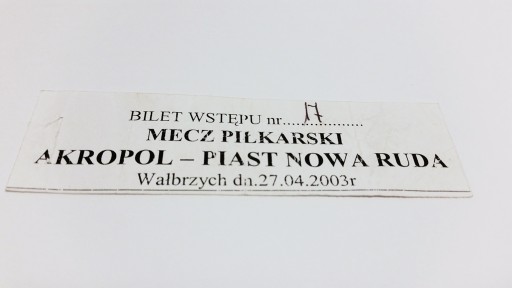 BILET WSTĘPU nr....17..............
MECZ PIŁKARSKI
AKROPOL – PIAST NOWA RUDA
Wałbrzych dn.27.04.2003r